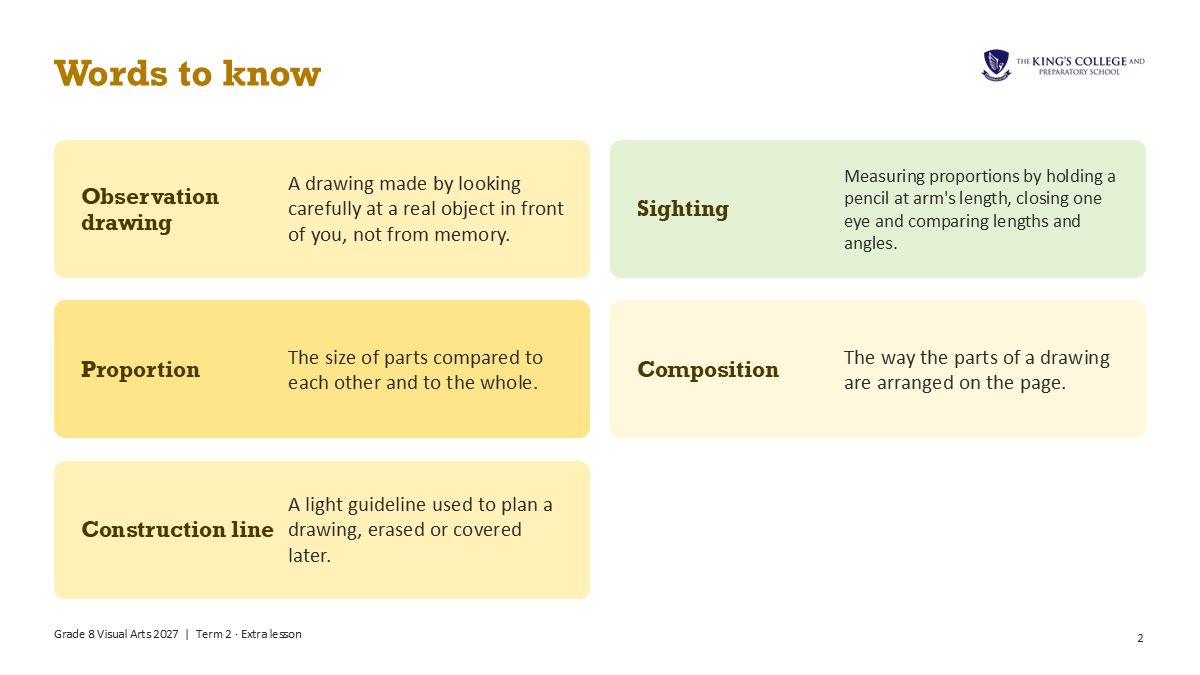 Words to know
THE KING'S COLLEGE AND
PREPARATORY SCHOOL
Observation
drawing
A drawing made by looking
carefully at a real object in front
of you, not from memory.
Sighting
Measuring proportions by holding a
pencil at arm's length, closing one
eye and comparing lengths and
angles.
Proportion
The size of parts compared to
each other and to the whole.
Composition
The way the parts of a drawing
are arranged on the page.
Construction line
A light guideline used to plan a
drawing, erased or covered
later.
Grade 8 Visual Arts 2027 | Term 2 · Extra lesson
2